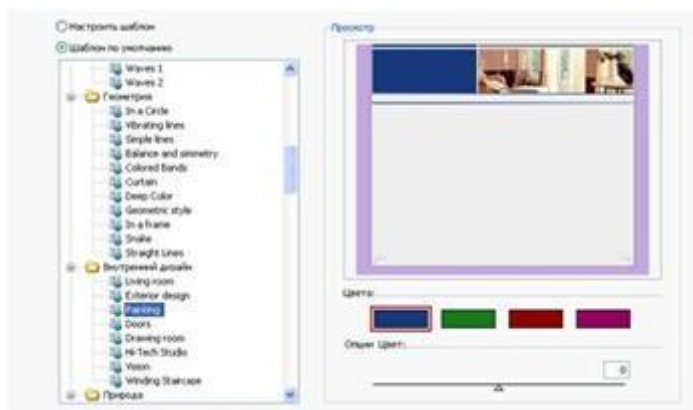 Настроить шаблон
Шаблон по умолчанию
Waves 1
Waves 2
Геометрия
In a Circle
Vibrating lines
Simple lines
Balance and simmetry
Colored Bands
Curtain
Deep Color
Geometric style
In a frame
Snake
Straight Lines
Внутренний дизайн
Living room
Exterior design
Painting
Doors
Drawing room
Hi-Tech Studio
Vision
Winding Staircase
Природа
Просмотр
Цвета:
Опции Цвет:
0